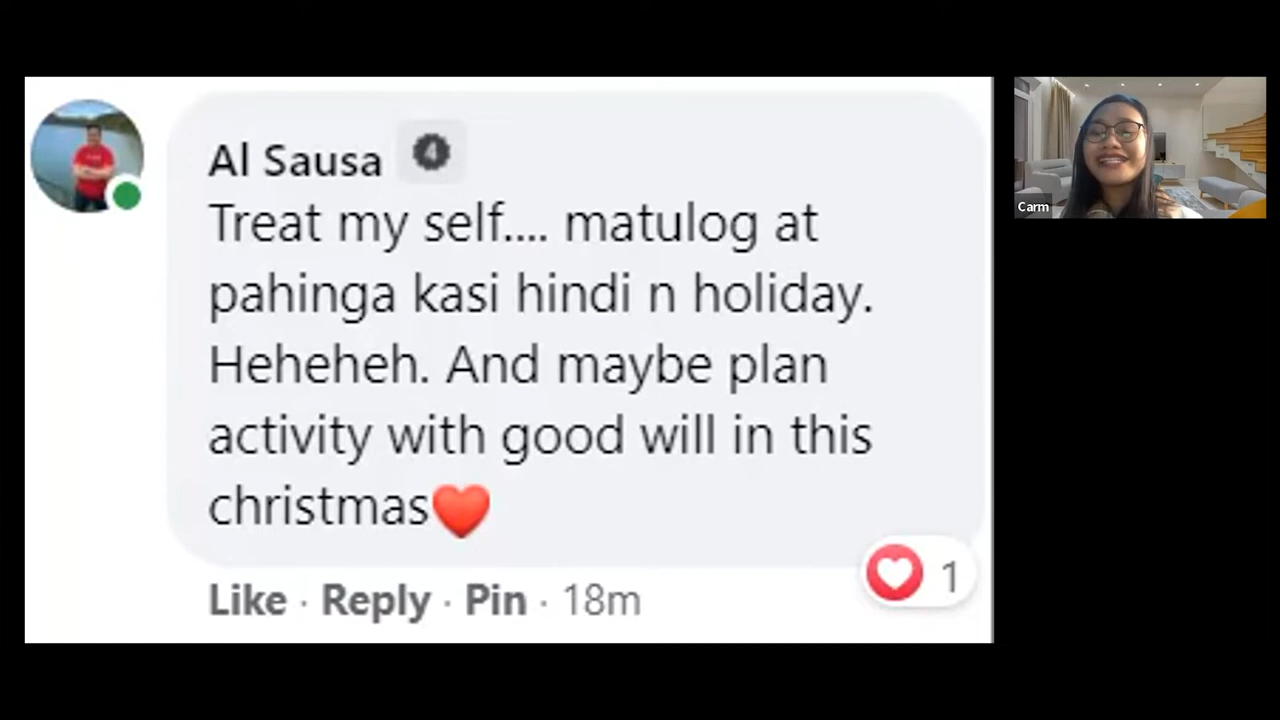 Al Sausa 4
Treat my self.... matulog at
pahinga kasi hindi n holiday.
Heheheh. And maybe plan
activity with good will in this
christmas❤️
1
Like · Reply · Pin · 18m
Carm